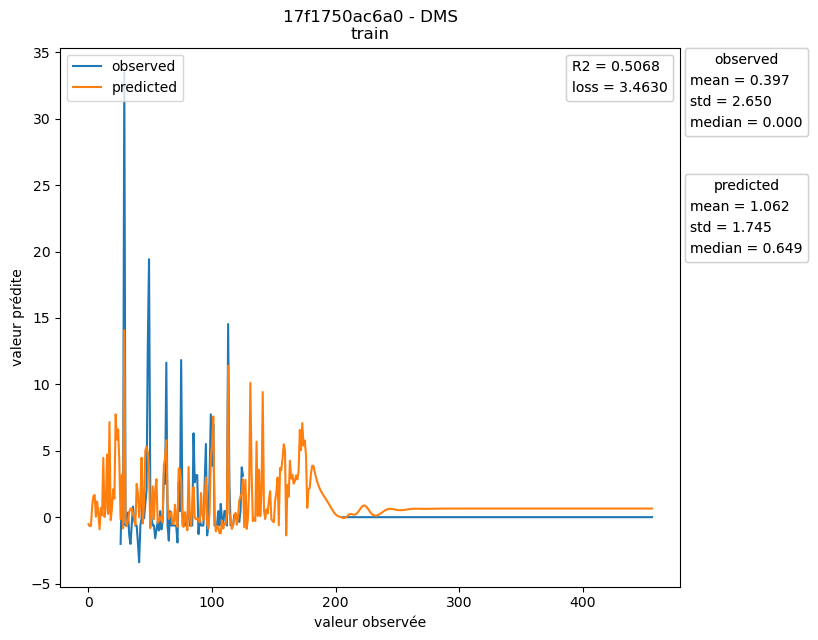 17f1750ac6a0 - DMS
train
observed
predicted
R2 = 0.5068
loss = 3.4630
observed
mean = 0.397
std = 2.650
median = 0.000
predicted
mean = 1.062
std = 1.745
median = 0.649
valeur prédite
35
30
25
20
15
10
5
0
−5
0
100
200
300
400
valeur observée